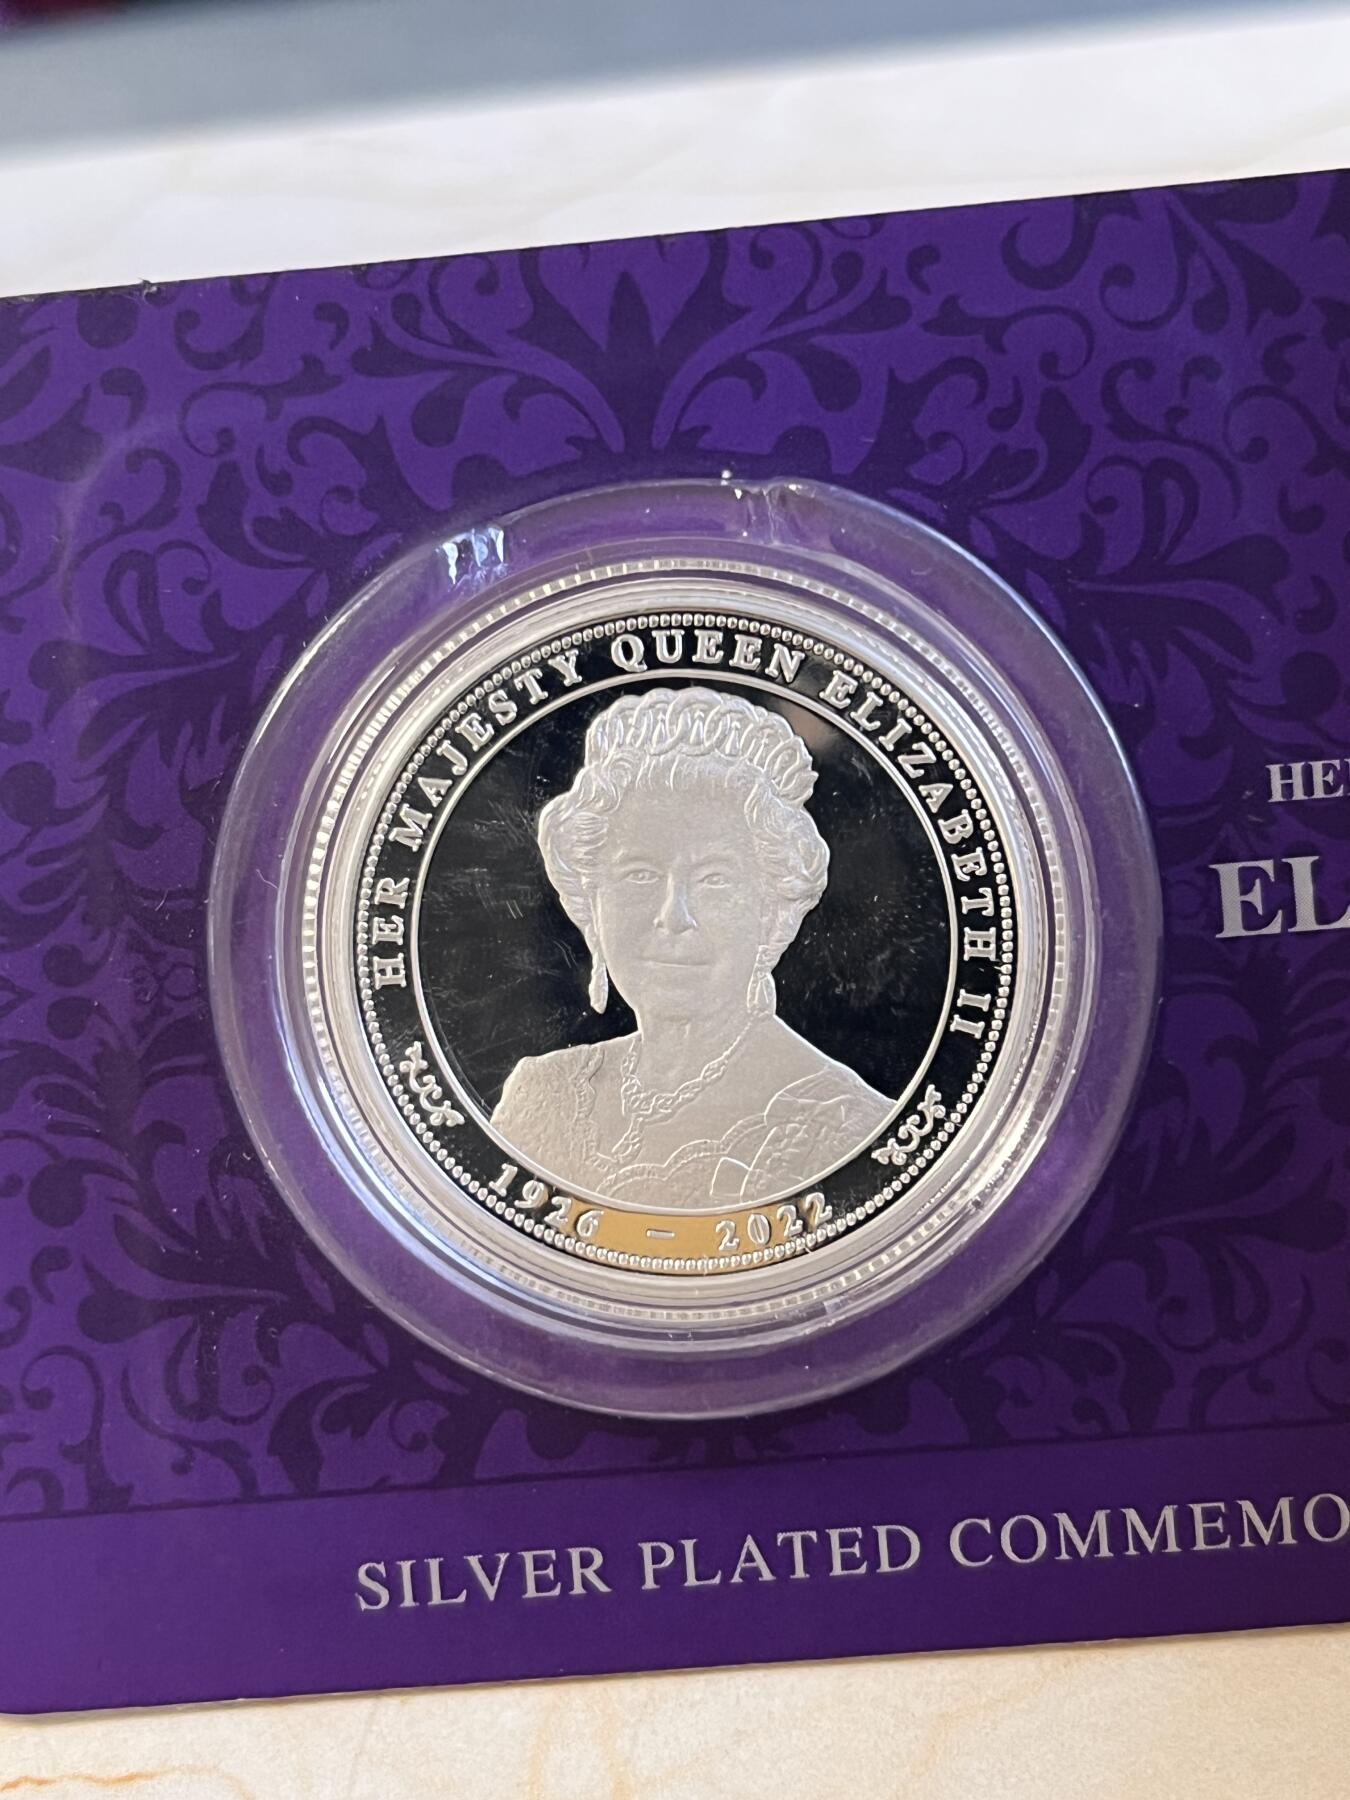 HER MAJESTY QUEEN ELIZABETH II
1926 – 2022
SILVER PLATED